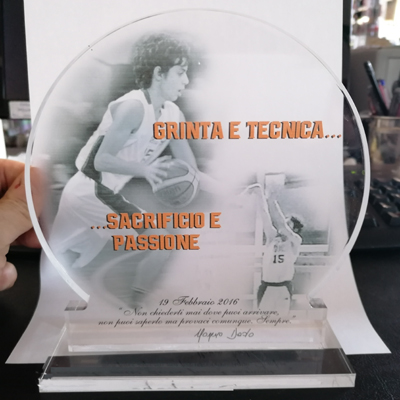 GRINTA E TECNICA...
...SACRIFICIO E
PASSIONE
15
19 Febbraio 2016
"Non chiederti mai dove puoi arrivare,
non puoi saperlo ma provaci comunque. Sempre."